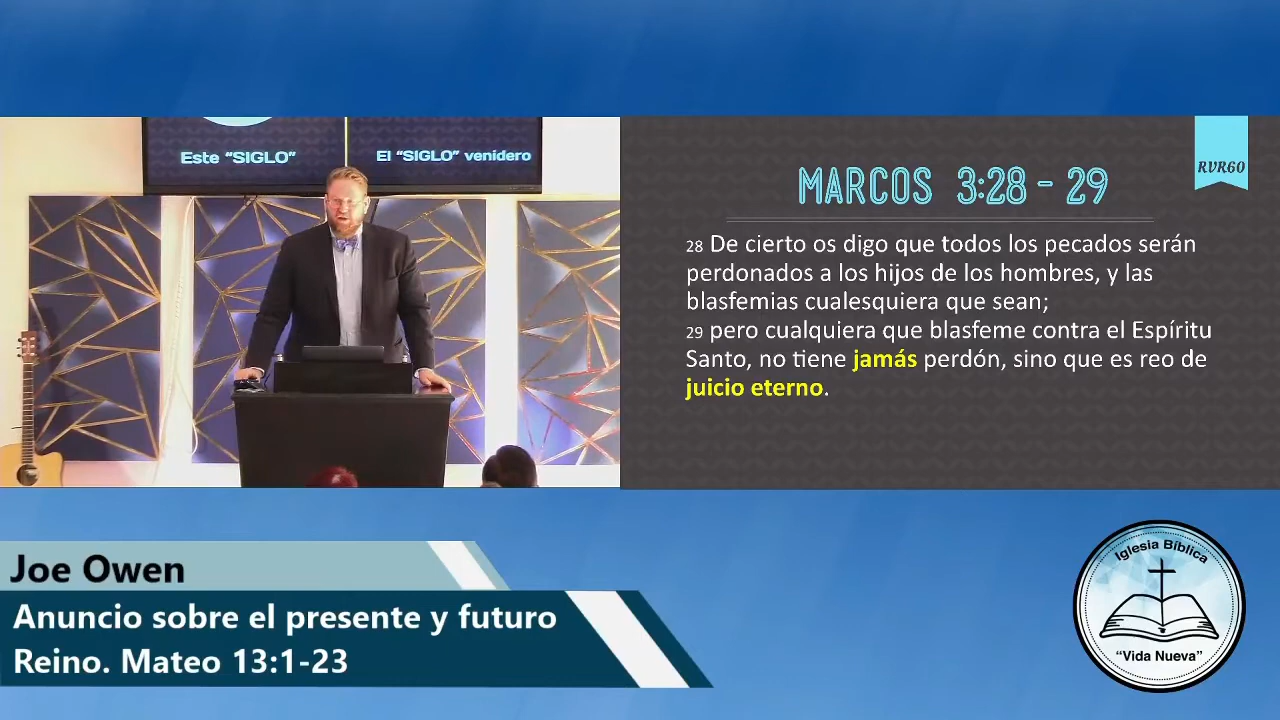 Este “SIGLO”
El “SIGLO” venidero
RVR60
MARCOS 3:28 - 29
28 De cierto os digo que todos los pecados serán
perdonados a los hijos de los hombres, y las
blasfemias cualesquiera que sean;
29 pero cualquiera que blasfeme contra el Espíritu
Santo, no tiene jamás perdón, sino que es reo de
juicio eterno.
Joe Owen
Anuncio sobre el presente y futuro
Reino. Mateo 13:1-23
Iglesia Bíblica
“Vida Nueva”